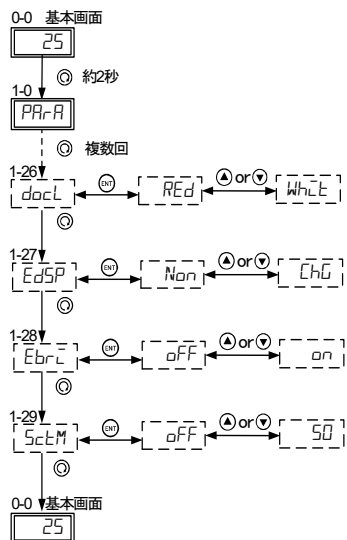 0-0 基本画面
25
約2秒
1-0
PArA
複数回
1-26
docL ENT REd or WhLE
1-27
EdSP ENT Non or ChG
1-28
EbrL ENT oFF or on
1-29
SctM ENT oFF or 50
0-0 基本画面
25